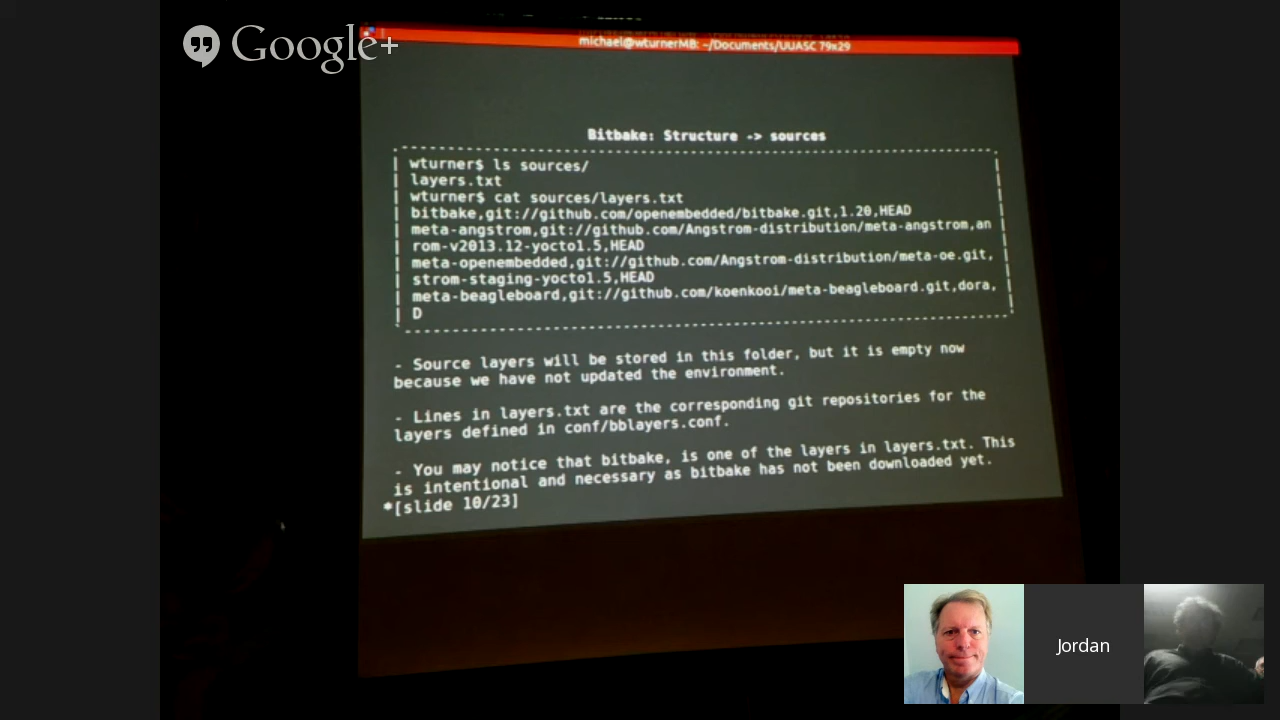 Google+
michael@wturnerMB: ~/Documents/UUASC 79x29
Bitbake: Structure -> sources
wturner$ ls sources/
layers.txt
wturner$ cat sources/layers.txt
bitbake,git://github.com/openembedded/bitbake.git,1.20,HEAD
meta-angstrom,git://github.com/Angstrom-distribution/meta-angstrom,an
rom-v2013.12-yocto1.5,HEAD
meta-openembedded,git://github.com/Angstrom-distribution/meta-oe.git,
strom-staging-yocto1.5,HEAD
meta-beagleboard,git://github.com/koenkooi/meta-beagleboard.git,dora,
D
- Source layers will be stored in this folder, but it is empty now
because we have not updated the environment.
- Lines in layers.txt are the corresponding git repositories for the
layers defined in conf/bblayers.conf.
- You may notice that bitbake, is one of the layers in layers.txt. This
is intentional and necessary as bitbake has not been downloaded yet.
*[slide 10/23]
Jordan